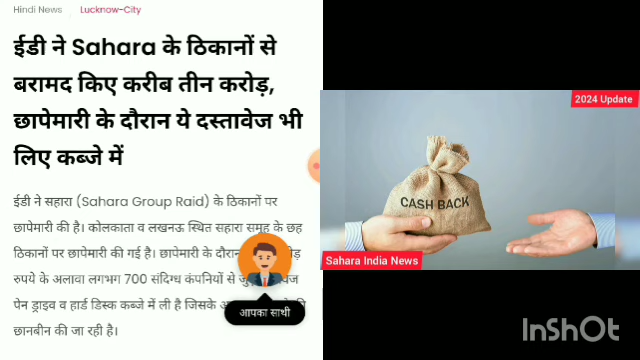 Hindi News
Lucknow-City
ईडी ने Sahara के ठिकानों से
बरामद किए करीब तीन करोड़,
छापेमारी के दौरान ये दस्तावेज भी
लिए कब्जे में
ईडी ने सहारा (Sahara Group Raid) के ठिकानों पर
छापेमारी की है। कोलकाता व लखनऊ स्थित सहारा समूह के छह
ठिकानों पर छापेमारी की गई है। छापेमारी के
रुपये के अलावा लगभग 700 संदिग्ध कंपनियों से
पेन ड्राइव व हार्ड डिस्क कब्जे में ली है जिसके
छानबीन की जा रही है।
आपका साथी
2024 Update
CASH BACK
Sahara India News
InShOt